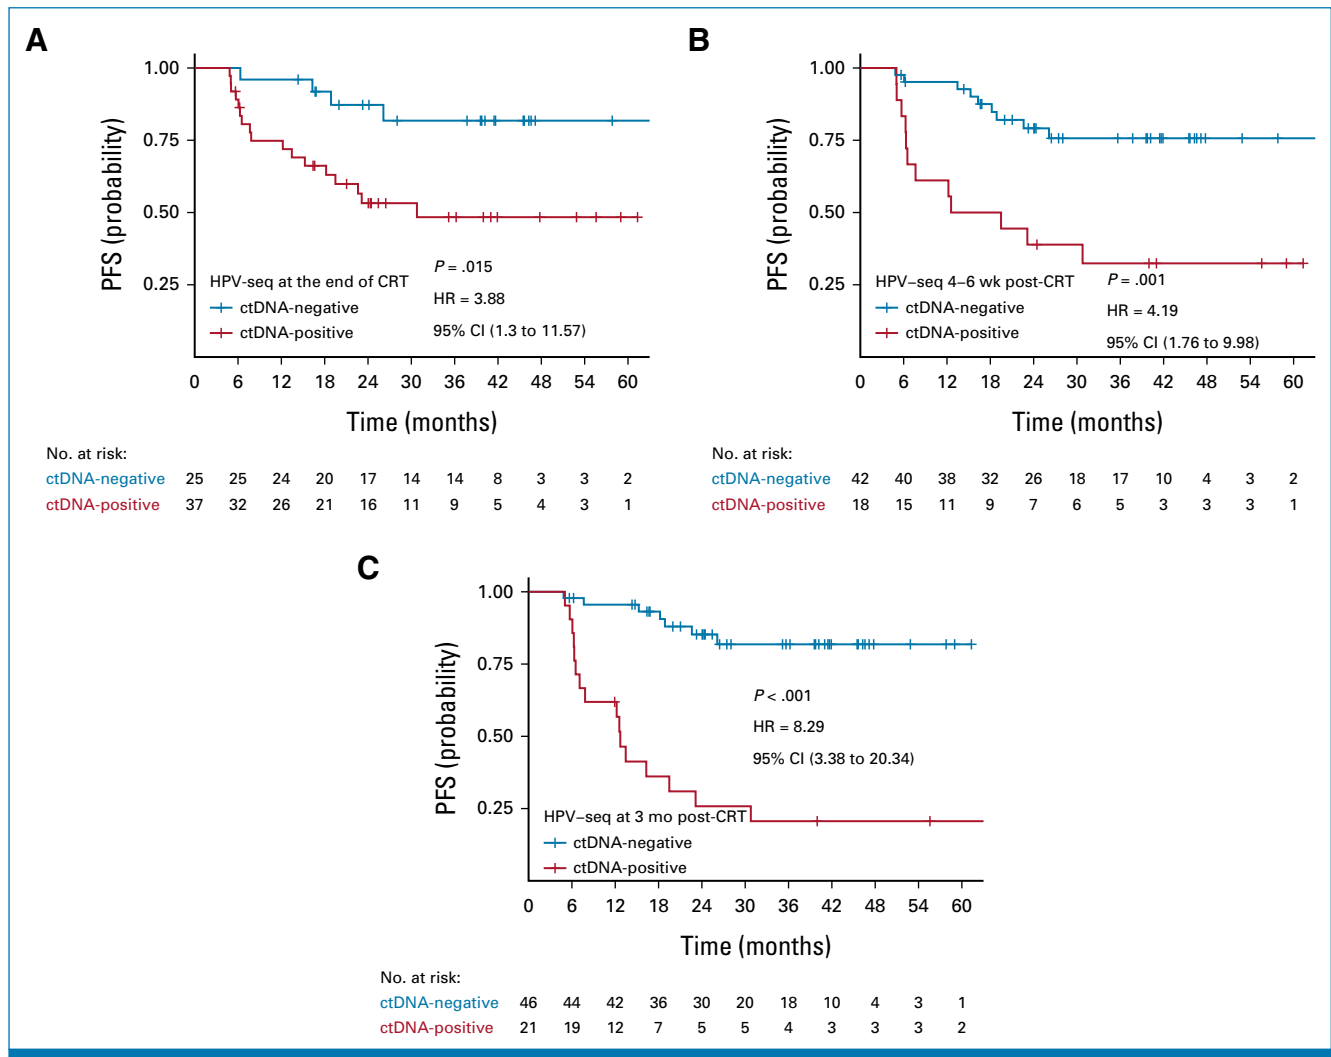 A
1.00
0.75
0.50
0.25
PFS (probability)
HPV-seq at the end of CRT
ctDNA-negative
ctDNA-positive
P = .015
HR = 3.88
95% CI (1.3 to 11.57)
0 6 12 18 24 30 36 42 48 54 60
Time (months)
No. at risk:
ctDNA-negative 25 25 24 20 17 14 14 8 3 3 2
ctDNA-positive 37 32 26 21 16 11 9 5 4 3 1
B
1.00
0.75
0.50
0.25
PFS (probability)
HPV–seq 4–6 wk post-CRT
ctDNA-negative
ctDNA-positive
P = .001
HR = 4.19
95% CI (1.76 to 9.98)
0 6 12 18 24 30 36 42 48 54 60
Time (months)
No. at risk:
ctDNA-negative 42 40 38 32 26 18 17 10 4 3 2
ctDNA-positive 18 15 11 9 7 6 5 3 3 3 1
C
1.00
0.75
0.50
0.25
PFS (probability)
P < .001
HR = 8.29
95% CI (3.38 to 20.34)
HPV–seq at 3 mo post-CRT
ctDNA-negative
ctDNA-positive
0 6 12 18 24 30 36 42 48 54 60
Time (months)
No. at risk:
ctDNA-negative 46 44 42 36 30 20 18 10 4 3 1
ctDNA-positive 21 19 12 7 5 5 4 3 3 3 2